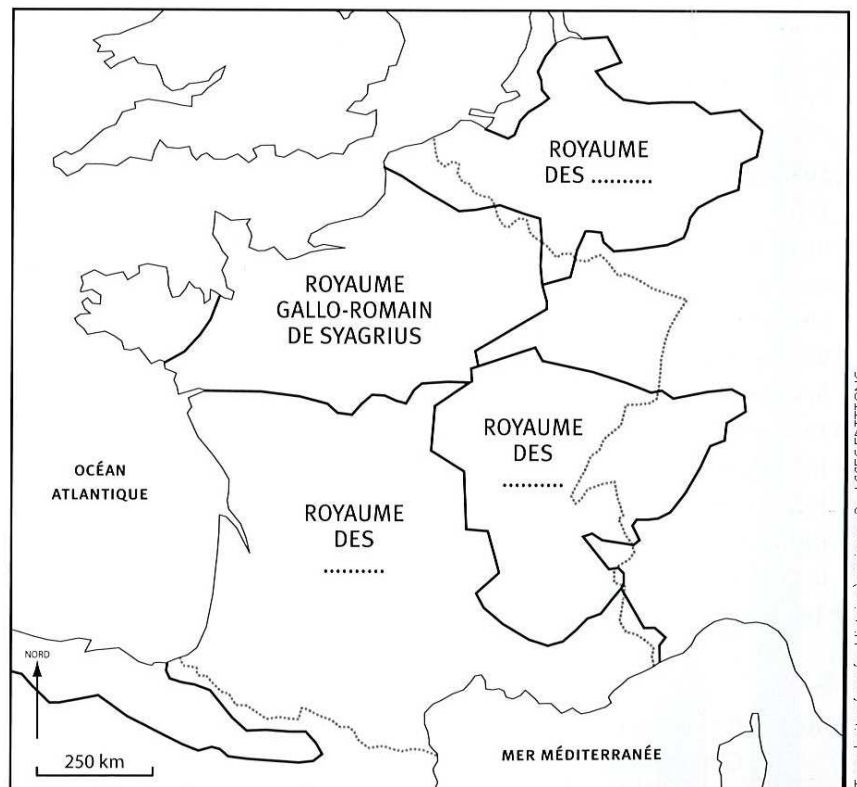 ROYAUME
DES ..........
ROYAUME
GALLO-ROMAIN
DE SYAGRIUS
ROYAUME
DES
..........
OCÉAN
ATLANTIQUE
ROYAUME
DES
..........
NORD
250 km
MER MÉDITERRANÉE